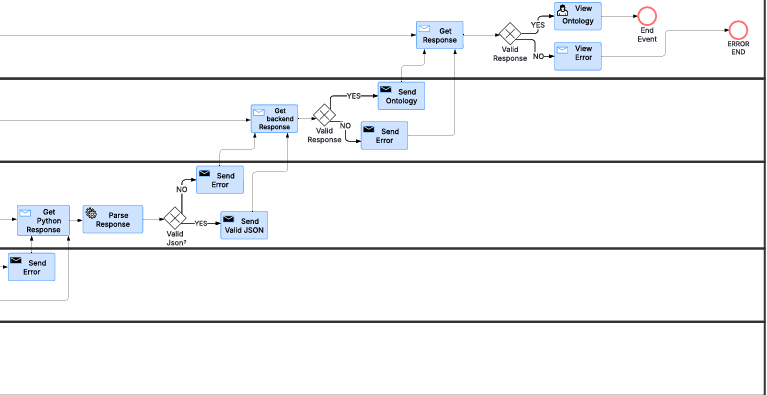 Get
Response
Valid
Response
YES
NO
View
Ontology
View
Error
End
Event
ERROR
END
Get
backend
Response
Valid
Response
YES
NO
Send
Ontology
Send
Error
Get
Python
Response
Parse
Response
Valid
Json?
NO
YES
Send
Error
Send
Valid JSON
Send
Error